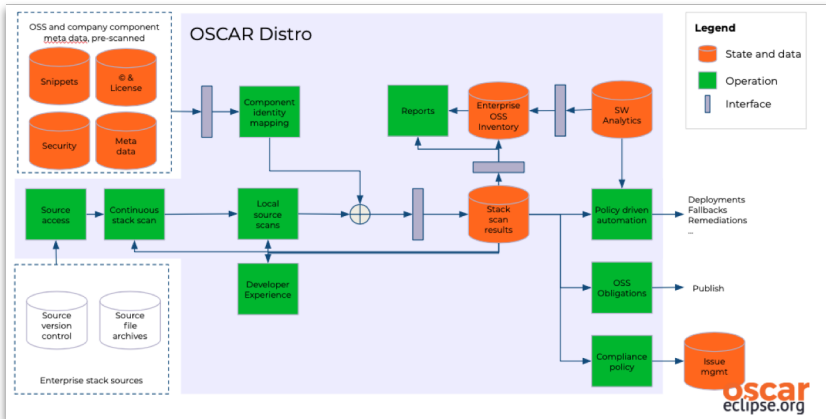 OSS and company component
meta data, pre-scanned
Snippets
© &
License
Security
Meta
data
OSCAR Distro
Component
identity
mapping
Reports
Enterprise
OSS
Inventory
SW
Analytics
Legend
State and data
Operation
Interface
Source
access
Continuous
stack scan
Local
source
scans
Stack
scan
results
Policy driven
automation
Deployments
Fallbacks
Remediations
...
Developer
Experience
OSS
Obligations
Publish
Source
version
control
Source
file
archives
Enterprise stack sources
Compliance
policy
Issue
mgmt
oscar
eclipse.org